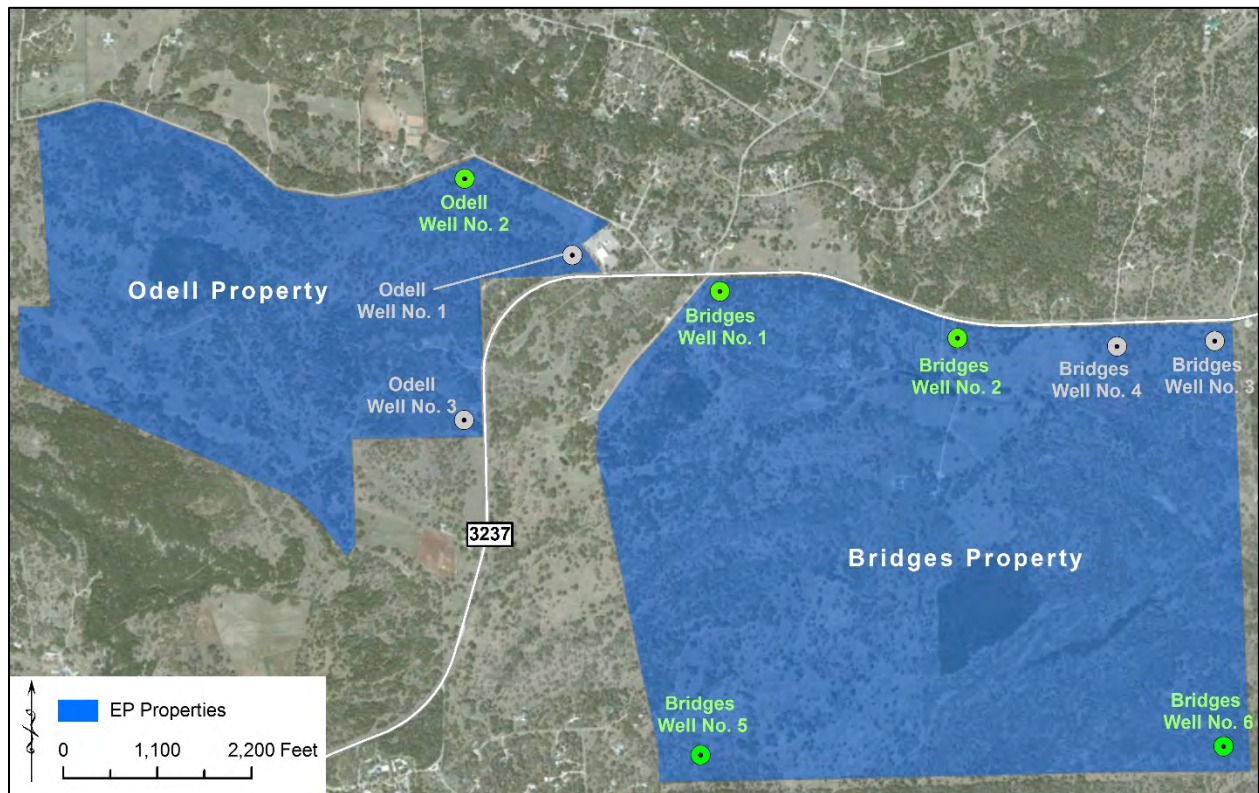 Odell
Well No. 2
Odell Property
Odell
Well No. 1
Bridges
Well No. 1
Bridges
Well No. 2
Bridges
Well No. 4
Bridges
Well No. 3
Odell
Well No. 3
3237
Bridges Property
Bridges
Well No. 5
Bridges
Well No. 6
EP Properties
0 1,100 2,200 Feet